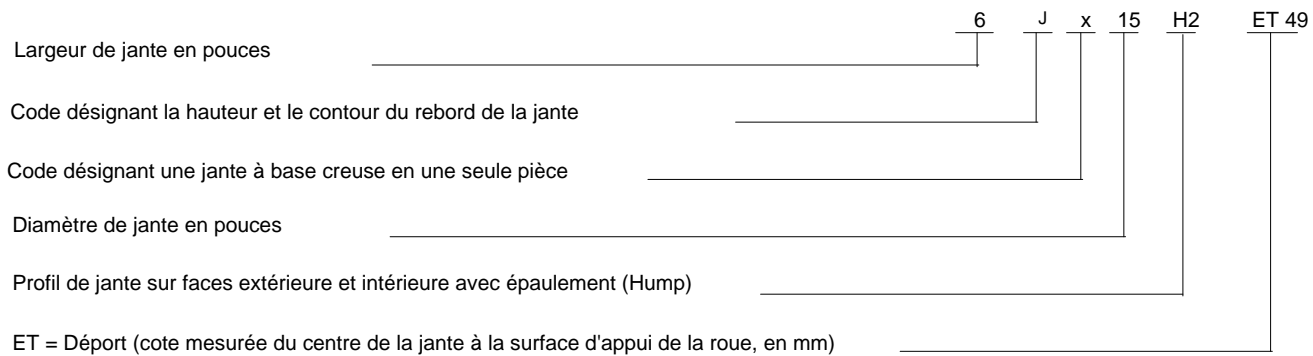 6 J x 15 H2 ET 49
Largeur de jante en pouces
Code désignant la hauteur et le contour du rebord de la jante
Code désignant une jante à base creuse en une seule pièce
Diamètre de jante en pouces
Profil de jante sur faces extérieure et intérieure avec épaulement (Hump)
ET = Déport (cote mesurée du centre de la jante à la surface d'appui de la roue, en mm)